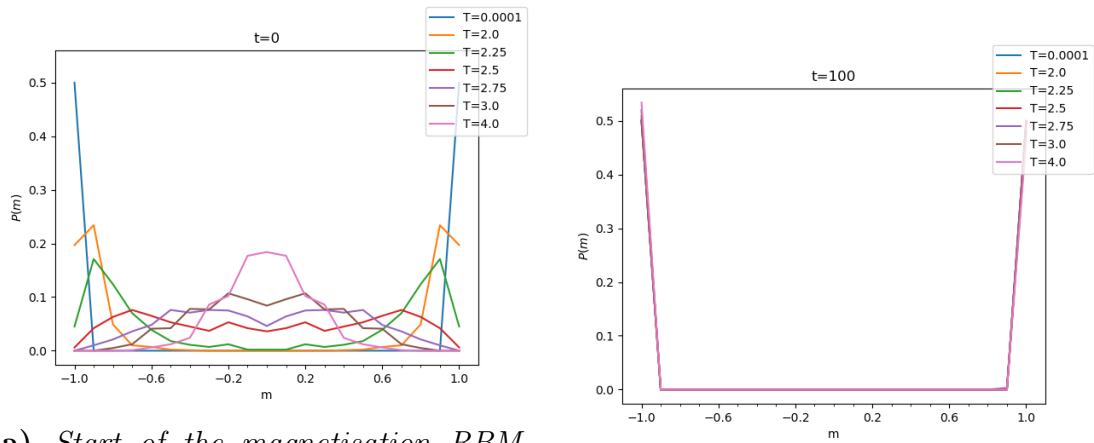 t=0
T=0.0001
T=2.0
T=2.25
T=2.5
T=2.75
T=3.0
T=4.0
0.5
0.4
0.3
0.2
0.1
0.0
P(m)
−1.0 −0.6 −0.2 0.2 0.6 1.0
m
t=100
T=0.0001
T=2.0
T=2.25
T=2.5
T=2.75
T=3.0
T=4.0
0.5
0.4
0.3
0.2
0.1
0.0
P(m)
−1.0 −0.6 −0.2 0.2 0.6 1.0
m
Start of the magnetisation RBM